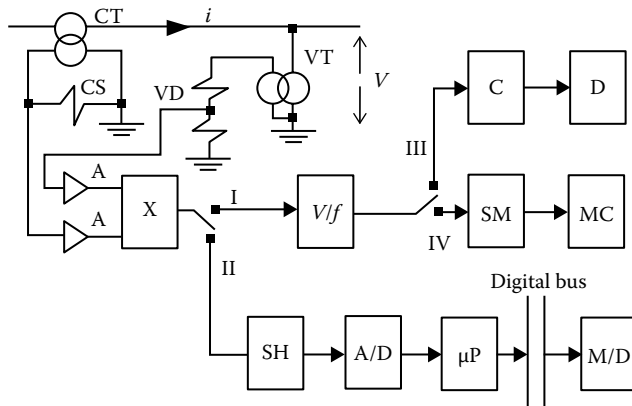 CT
i
CS
VD
VT
V
C
D
III
A
X
I
V/f
SM
MC
A
II
IV
Digital bus
SH
A/D
μP
M/D